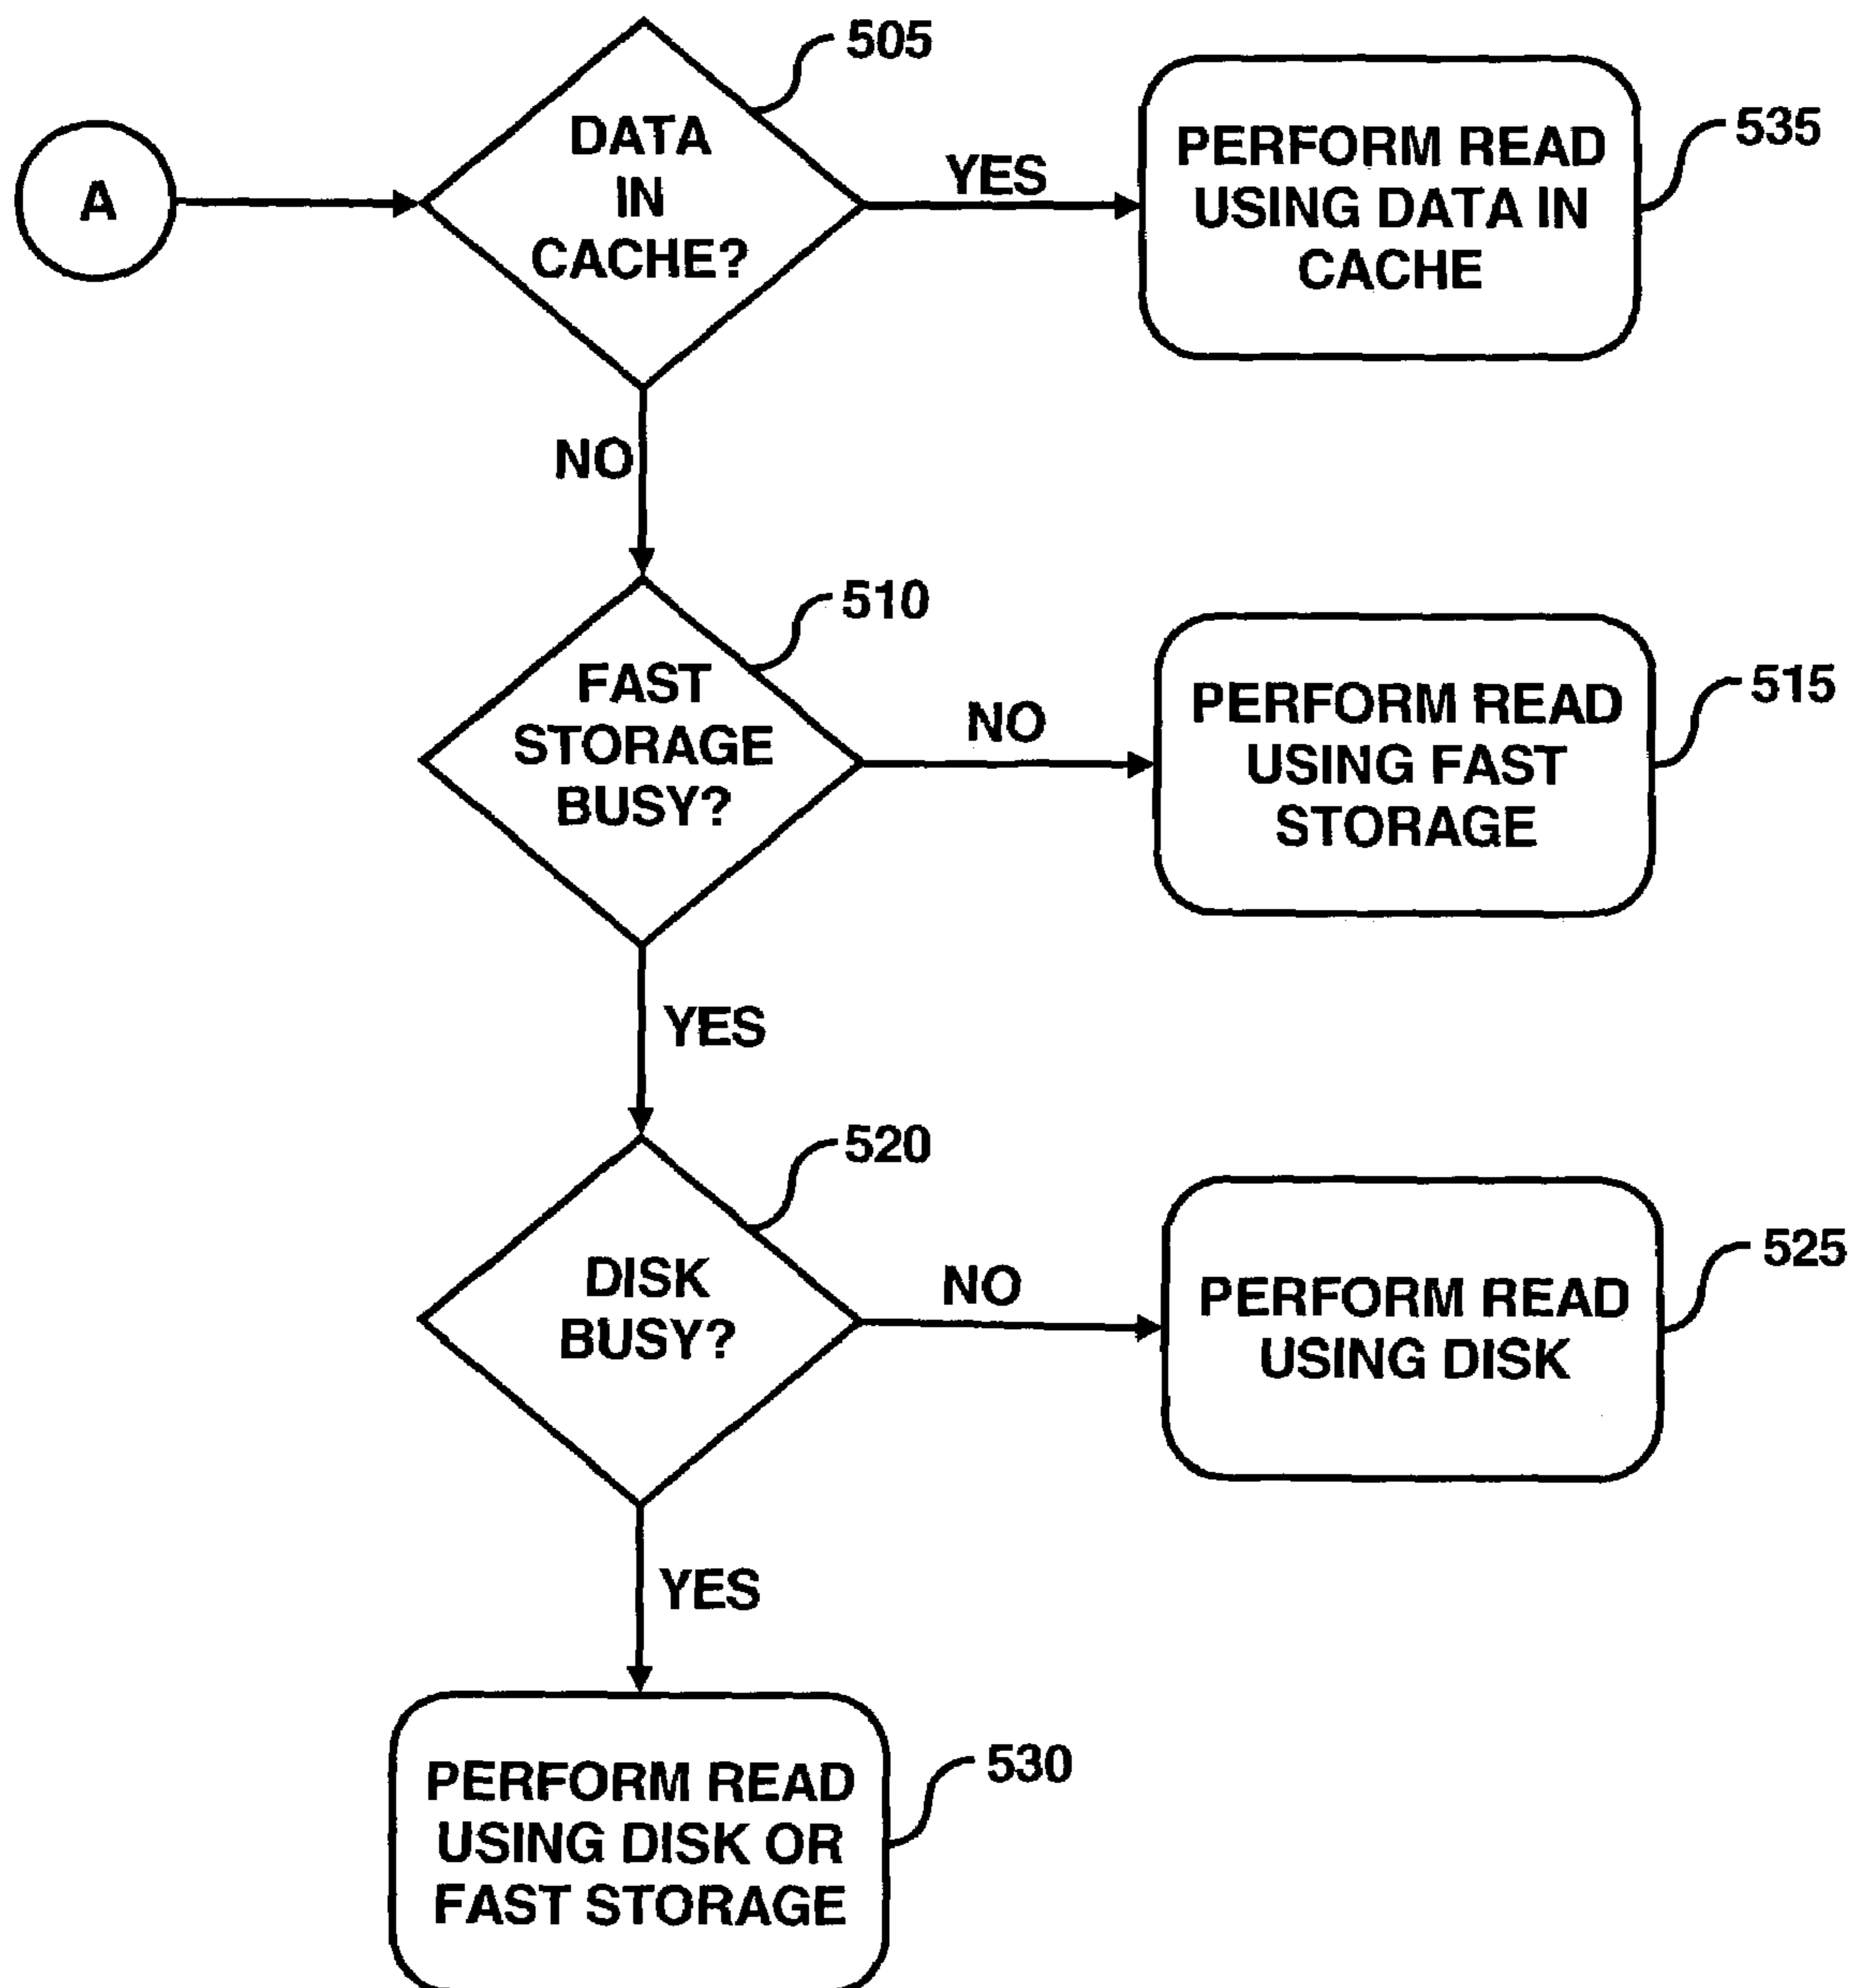 505
DATA
IN
CACHE?
A
YES
PERFORM READ
USING DATA IN
CACHE
535
NO
510
FAST
STORAGE
BUSY?
NO
PERFORM READ
USING FAST
STORAGE
515
YES
520
DISK
BUSY?
NO
PERFORM READ
USING DISK
525
YES
PERFORM READ
USING DISK OR
FAST STORAGE
530